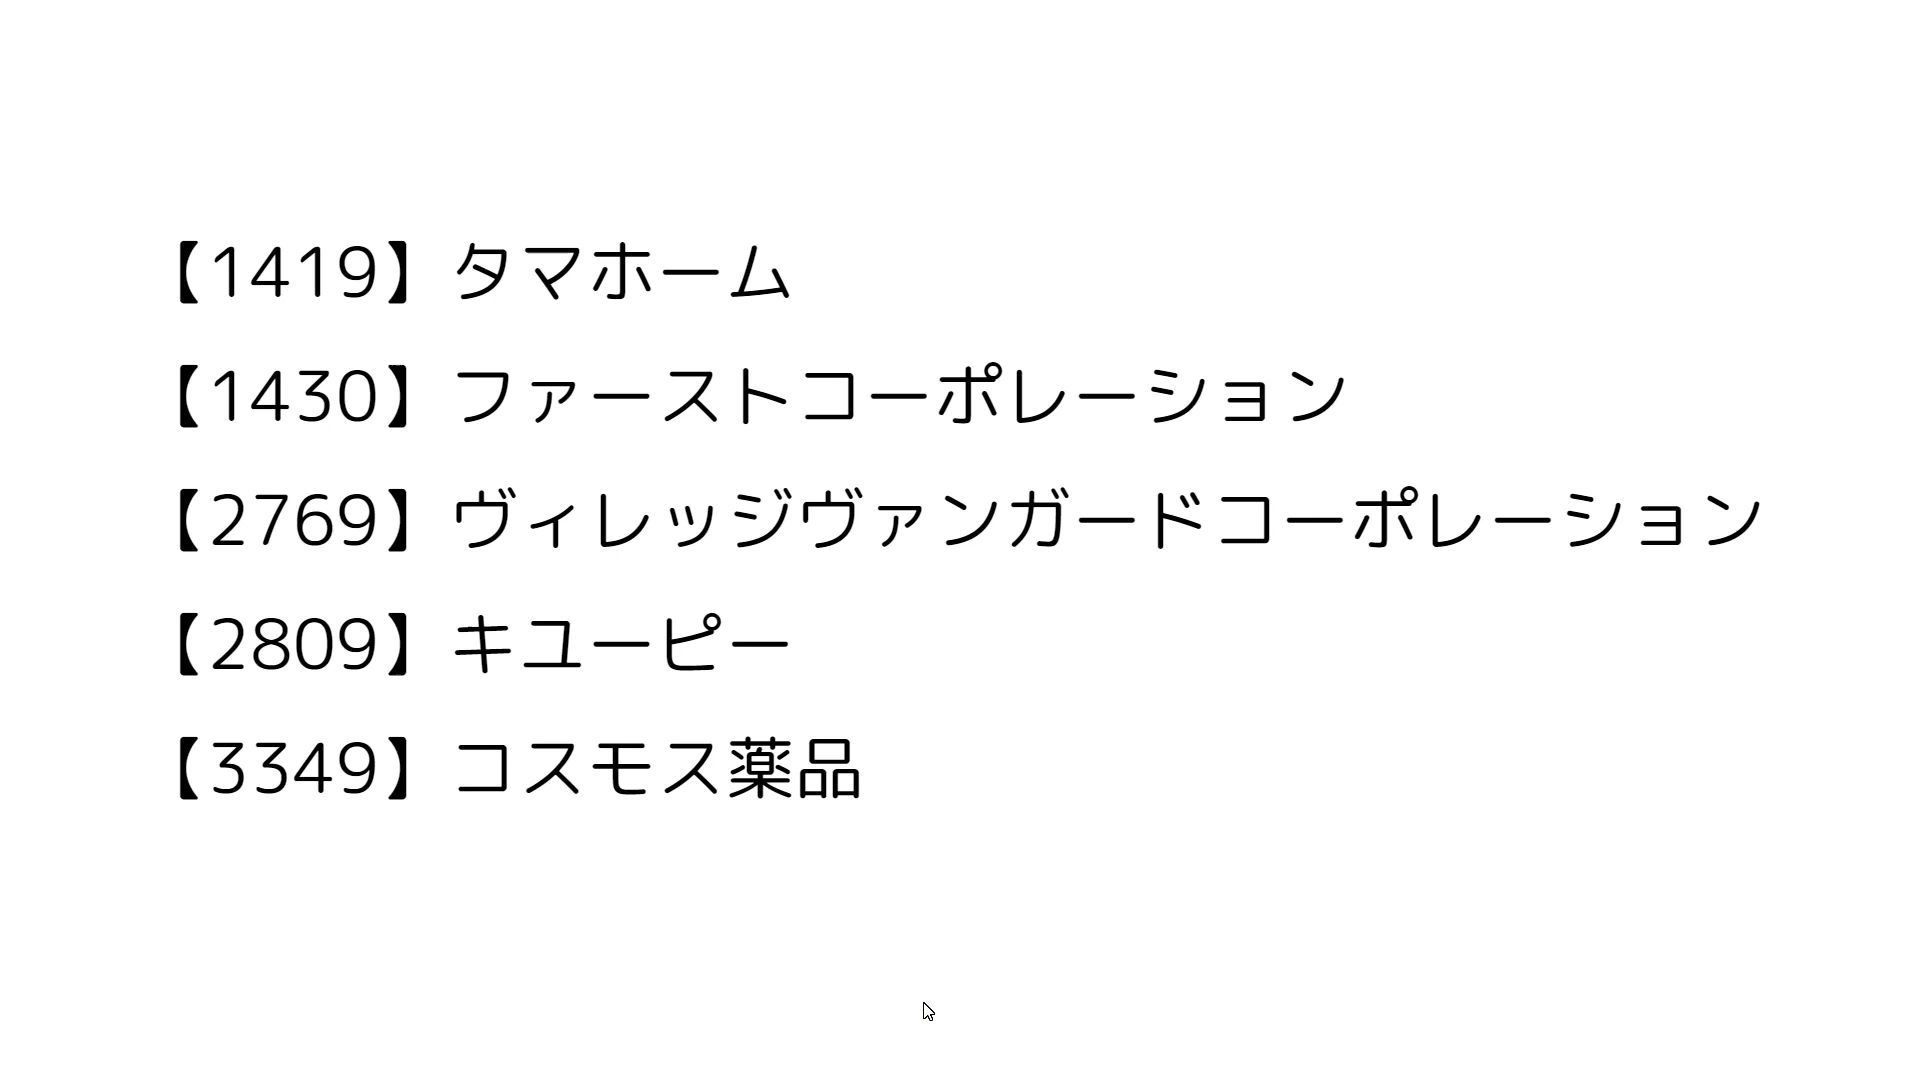 【1419】タマホーム
【1430】ファーストコーポレーション
【2769】ヴィレッジヴァンガードコーポレーション
【2809】キユーピー
【3349】コスモス薬品